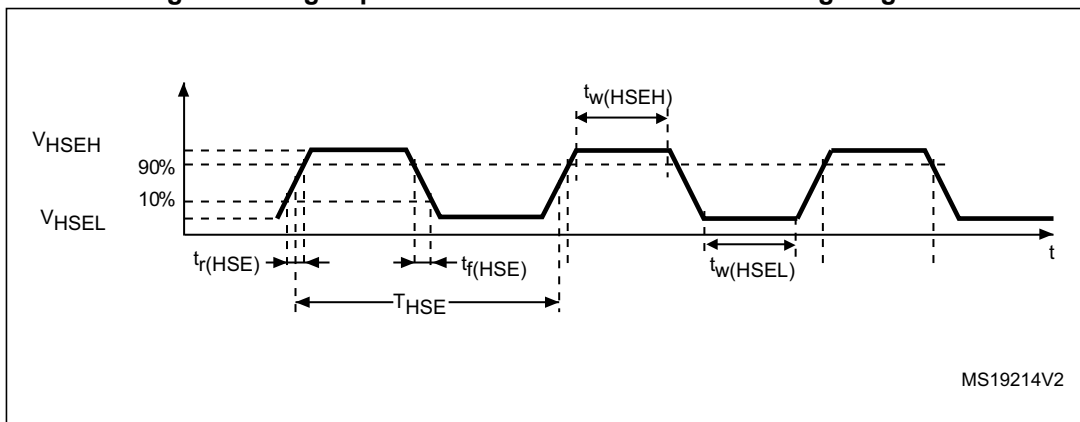 tw(HSEH)
VHSEH
90%
10%
VHSEL
t
tr(HSE)
tf(HSE)
tw(HSEL)
THSE
MS19214V2